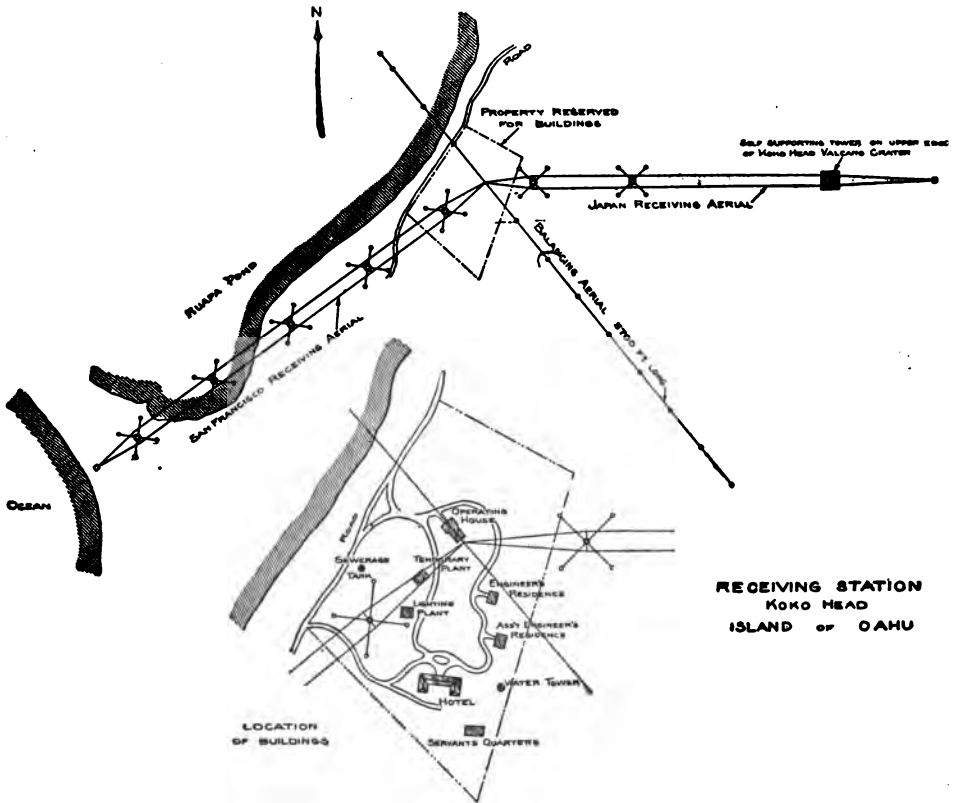 N
ROAD
PROPERTY RESERVED
FOR BUILDINGS
SELF SUPPORTING TOWER ON UPPER EDGE
OF KOKO HEAD VALCANO CRATER
JAPAN RECEIVING AERIAL
BALANCING AERIAL 5700 FT. LONG
KUAPA POND
SAN FRANCISCO RECEIVING AERIAL
OCEAN
ROAD
OPERATING
HOUSE
SEWERAGE
TANK
TEMPORARY
PLANT
LIGHTING
PLANT
ENGINEER'S
RESIDENCE
ASS'T ENGINEER'S
RESIDENCE
WATER TOWER
HOTEL
SERVANTS QUARTERS
LOCATION
OF BUILDINGS
RECEIVING STATION
KOKO HEAD
ISLAND OF OAHU